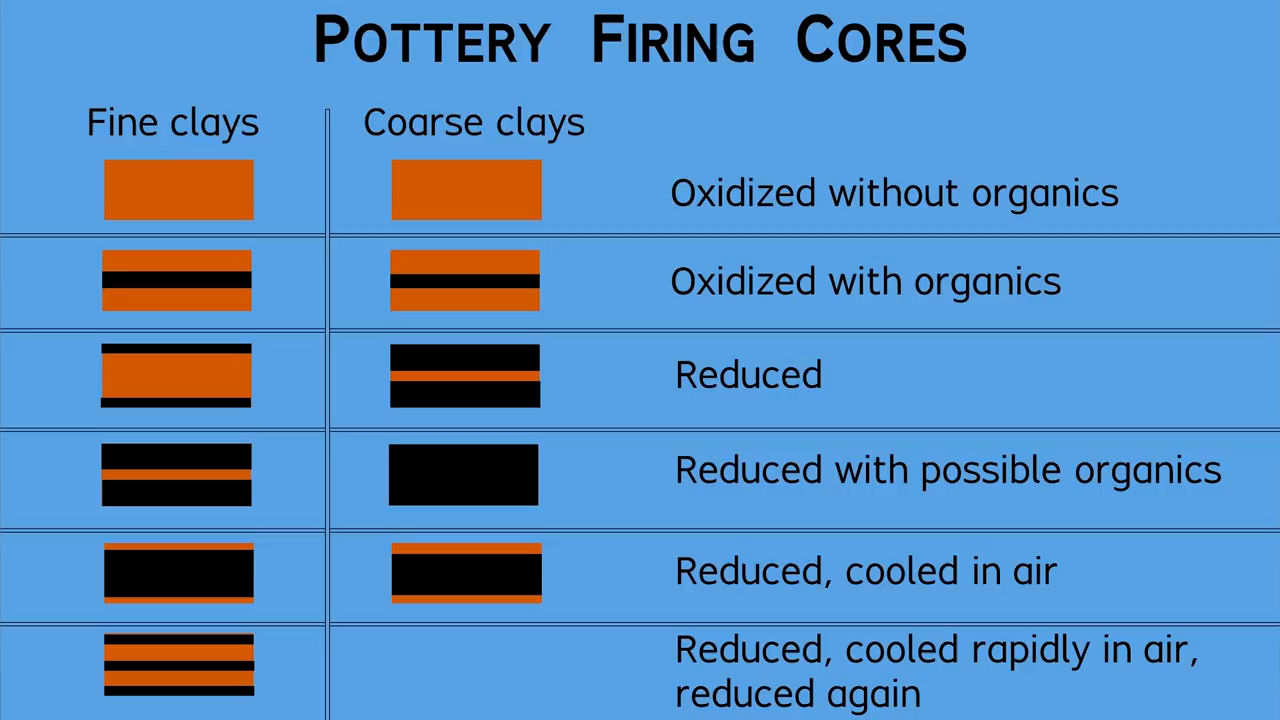 POTTERY FIRING CORES
Fine clays
Coarse clays
Oxidized without organics
Oxidized with organics
Reduced
Reduced with possible organics
Reduced, cooled in air
Reduced, cooled rapidly in air,
reduced again